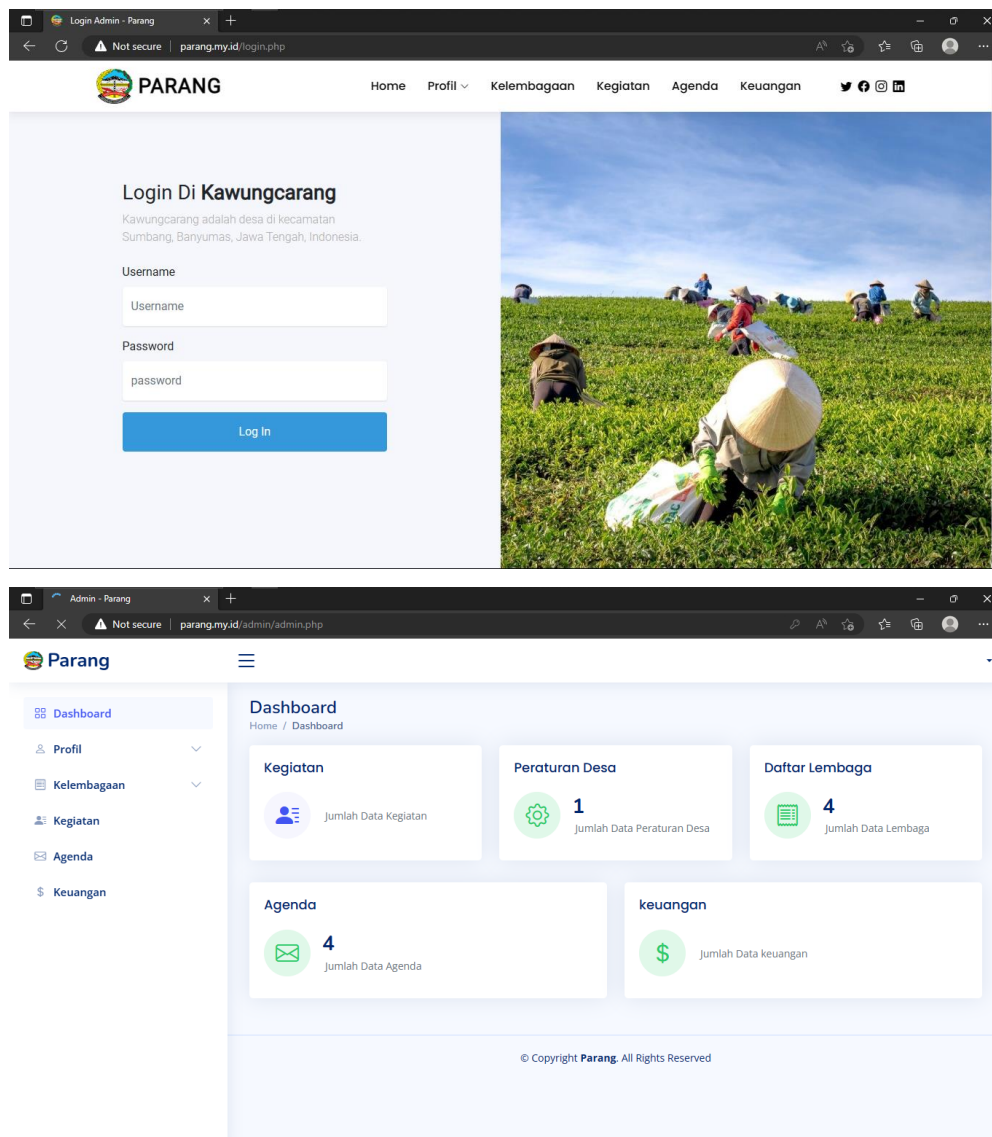 Login Admin - Parang
Not secure | parang.my.id/login.php
PARANG
Home Profil Kelembagaan Kegiatan Agenda Keuangan
Login Di Kawungcarang
Kawungcarang adalah desa di kecamatan
Sumbang, Banyumas, Jawa Tengah, Indonesia.
Username
Username
Password
password
Log In
Admin - Parang
Not secure | parang.my.id/admin/admin.php
Parang
Dashboard
Profil
Kelembagaan
Kegiatan
Agenda
$ Keuangan
Dashboard
Home / Dashboard
Kegiatan
Jumlah Data Kegiatan
Peraturan Desa
1
Jumlah Data Peraturan Desa
Daftar Lembaga
4
Jumlah Data Lembaga
Agenda
4
Jumlah Data Agenda
keuangan
$
Jumlah Data keuangan
© Copyright Parang. All Rights Reserved